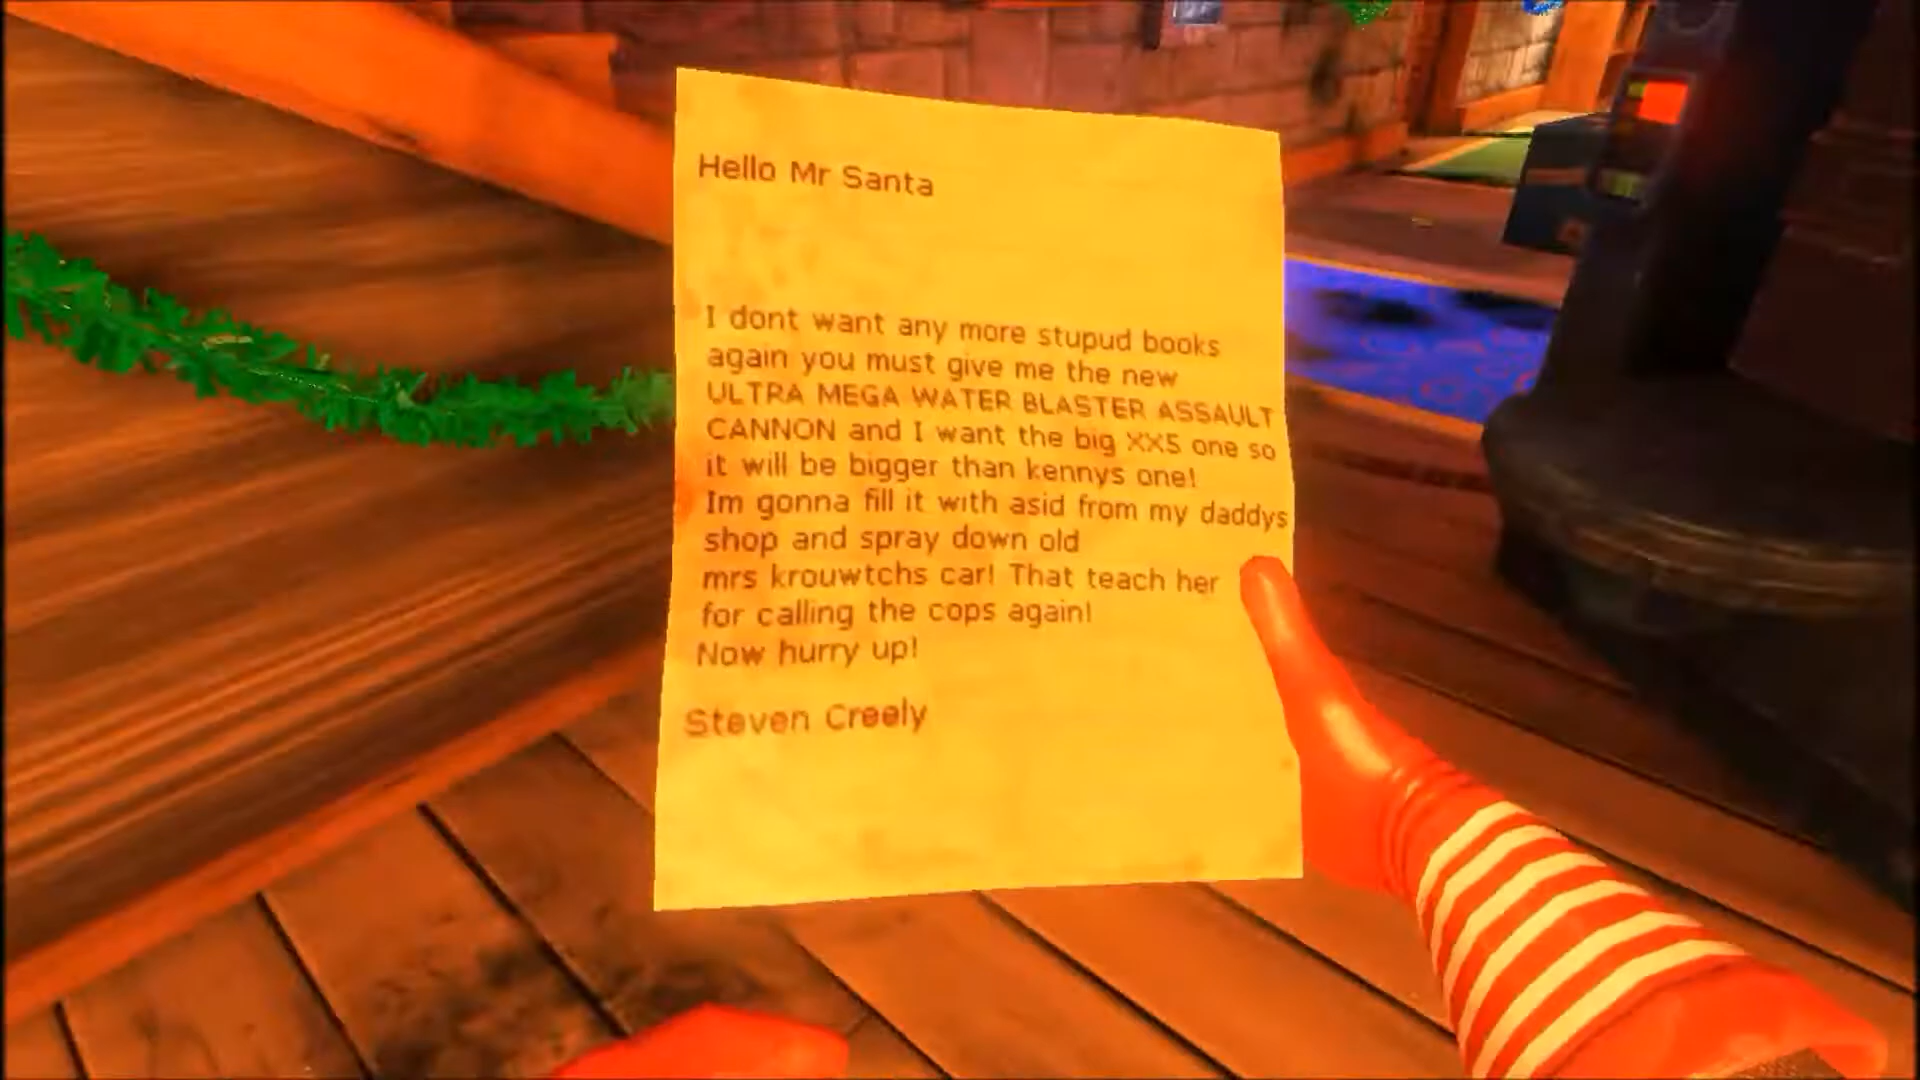 Hello Mr Santa
I dont want any more stupud books
again you must give me the new
ULTRA MEGA WATER BLASTER ASSAULT
CANNON and I want the big XXS one so
it will be bigger than kennys one!
Im gonna fill it with asid from my daddys
shop and spray down old
mrs krouwtchs car! That teach her
for calling the cops again!
Now hurry up!
Steven Creely